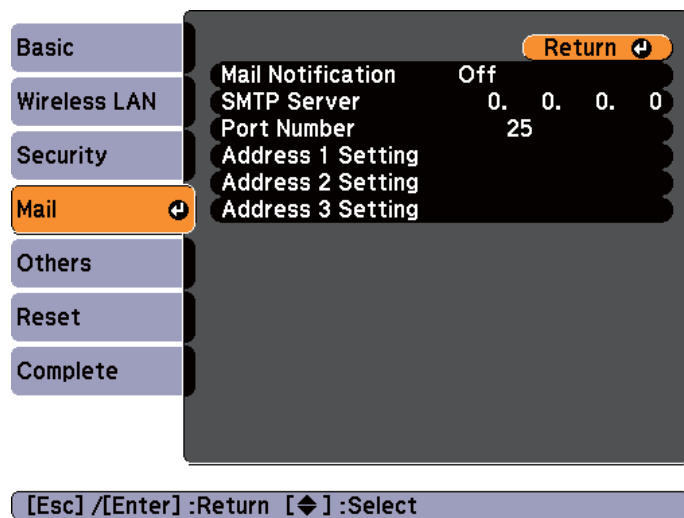 Basic
Wireless LAN
Security
Mail
Others
Reset
Complete
Return
Mail Notification Off
SMTP Server 0. 0. 0. 0
Port Number 25
Address 1 Setting
Address 2 Setting
Address 3 Setting
[Esc] /[Enter] :Return [◆] :Select